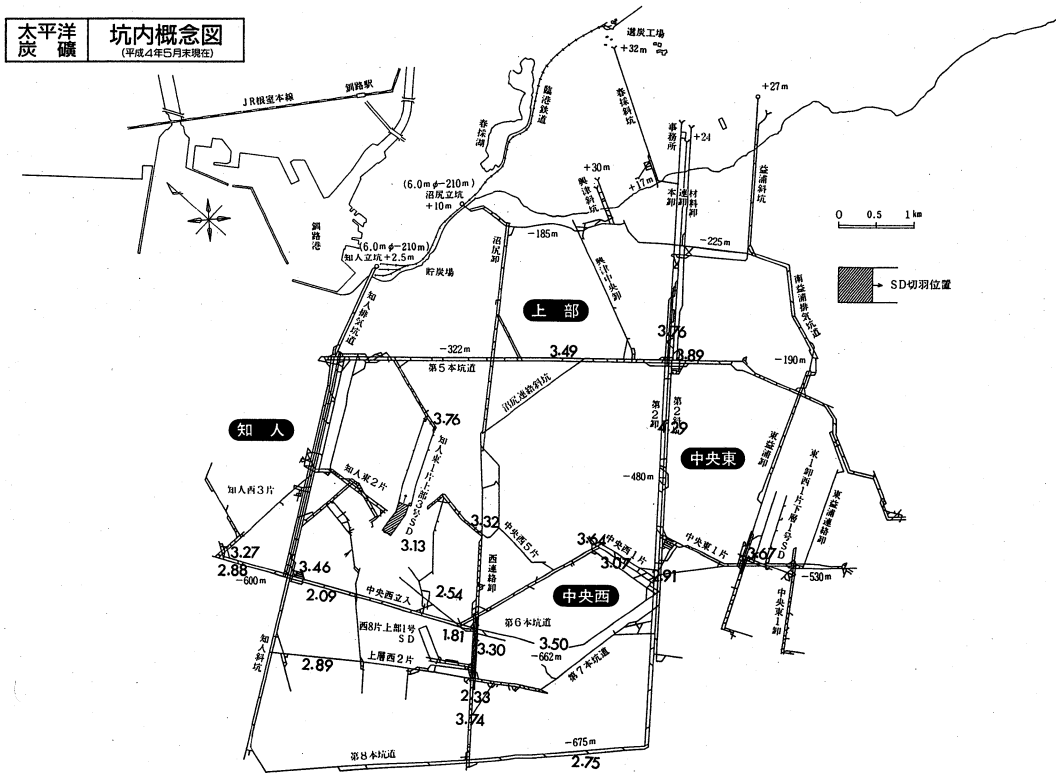 太平洋
炭礦
坑内概念図
(平成4年5月末現在)
選炭工場
+32m
臨港鉄道
春採斜坑
+27m
釧路駅
JR根室本線
春採湖
事務所
+24
益浦斜坑
+30m
+17m
興津斜坑
(6.0mφ-210m)
沼尻立坑
+10m
本卸
連卸
材料卸
0 0.5 1km
釧路港
-185m
-225m
沼尻卸
(6.0mφ-210m)
知人立坑+2.5m
貯炭場
興津中央卸
南益浦排気坑道
SD切羽位置
知人排気坑道
上部
3.76
-322m
3.49
3.89
-190m
第5本坑道
沼尻連絡斜坑
第2卸
第2卸
3.76
4.29
知人
中央東
東益浦卸
知人東1片上部3号SD
東1卸西1片下層1号SD
知人東2片
-480m
知人西3片
東益浦連絡卸
3.32
中央西5片
3.64
中央西1片
中央東1片
3.13
3.27
3.07
3.67
2.88
-600m
3.46
西連絡卸
.91
-530m
2.09
中央西立入
2.54
中央西
中央東1卸
西8片上部1号
SD
1.81
第6本坑道
3.50
3.30
-662m
知人斜坑
2.89
上層西2片
第7本坑道
2.33
3.74
-675m
第8本坑道
2.75